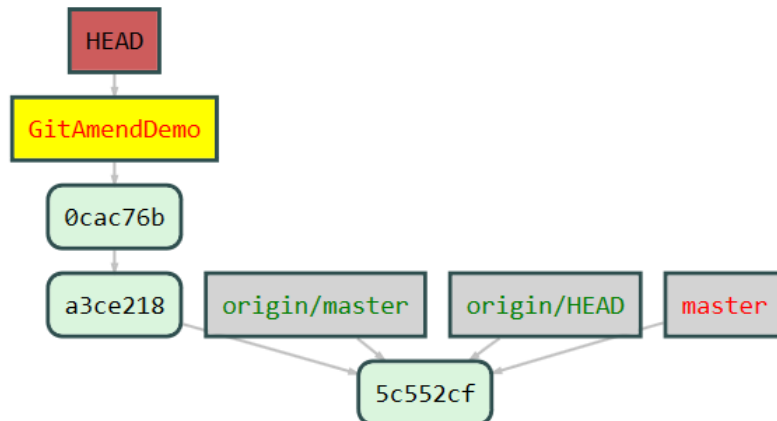 HEAD
GitAmendDemo
0cac76b
a3ce218
origin/master
origin/HEAD
master
5c552cf